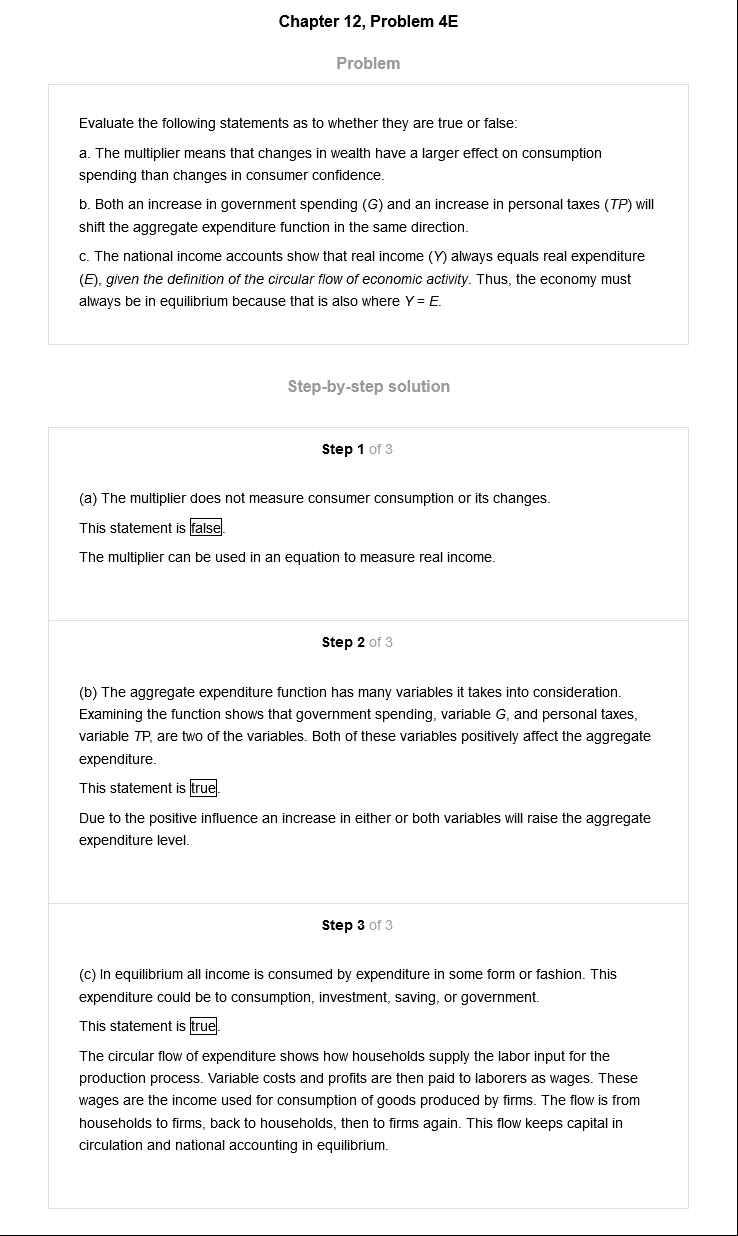 Chapter 12, Problem 4E
Problem
Evaluate the following statements as to whether they are true or false:
a. The multiplier means that changes in wealth have a larger effect on consumption
spending than changes in consumer confidence.
b. Both an increase in government spending (G) and an increase in personal taxes (TP) will
shift the aggregate expenditure function in the same direction.
c. The national income accounts show that real income (Y) always equals real expenditure
(E), given the definition of the circular flow of economic activity. Thus, the economy must
always be in equilibrium because that is also where Y = E.
Step-by-step solution
Step 1 of 3
(a) The multiplier does not measure consumer consumption or its changes.
This statement is false.
The multiplier can be used in an equation to measure real income.
Step 2 of 3
(b) The aggregate expenditure function has many variables it takes into consideration.
Examining the function shows that government spending, variable G, and personal taxes,
variable TP, are two of the variables. Both of these variables positively affect the aggregate
expenditure.
This statement is true.
Due to the positive influence an increase in either or both variables will raise the aggregate
expenditure level.
Step 3 of 3
(c) In equilibrium all income is consumed by expenditure in some form or fashion. This
expenditure could be to consumption, investment, saving, or government.
This statement is true.
The circular flow of expenditure shows how households supply the labor input for the
production process. Variable costs and profits are then paid to laborers as wages. These
wages are the income used for consumption of goods produced by firms. The flow is from
households to firms, back to households, then to firms again. This flow keeps capital in
circulation and national accounting in equilibrium.